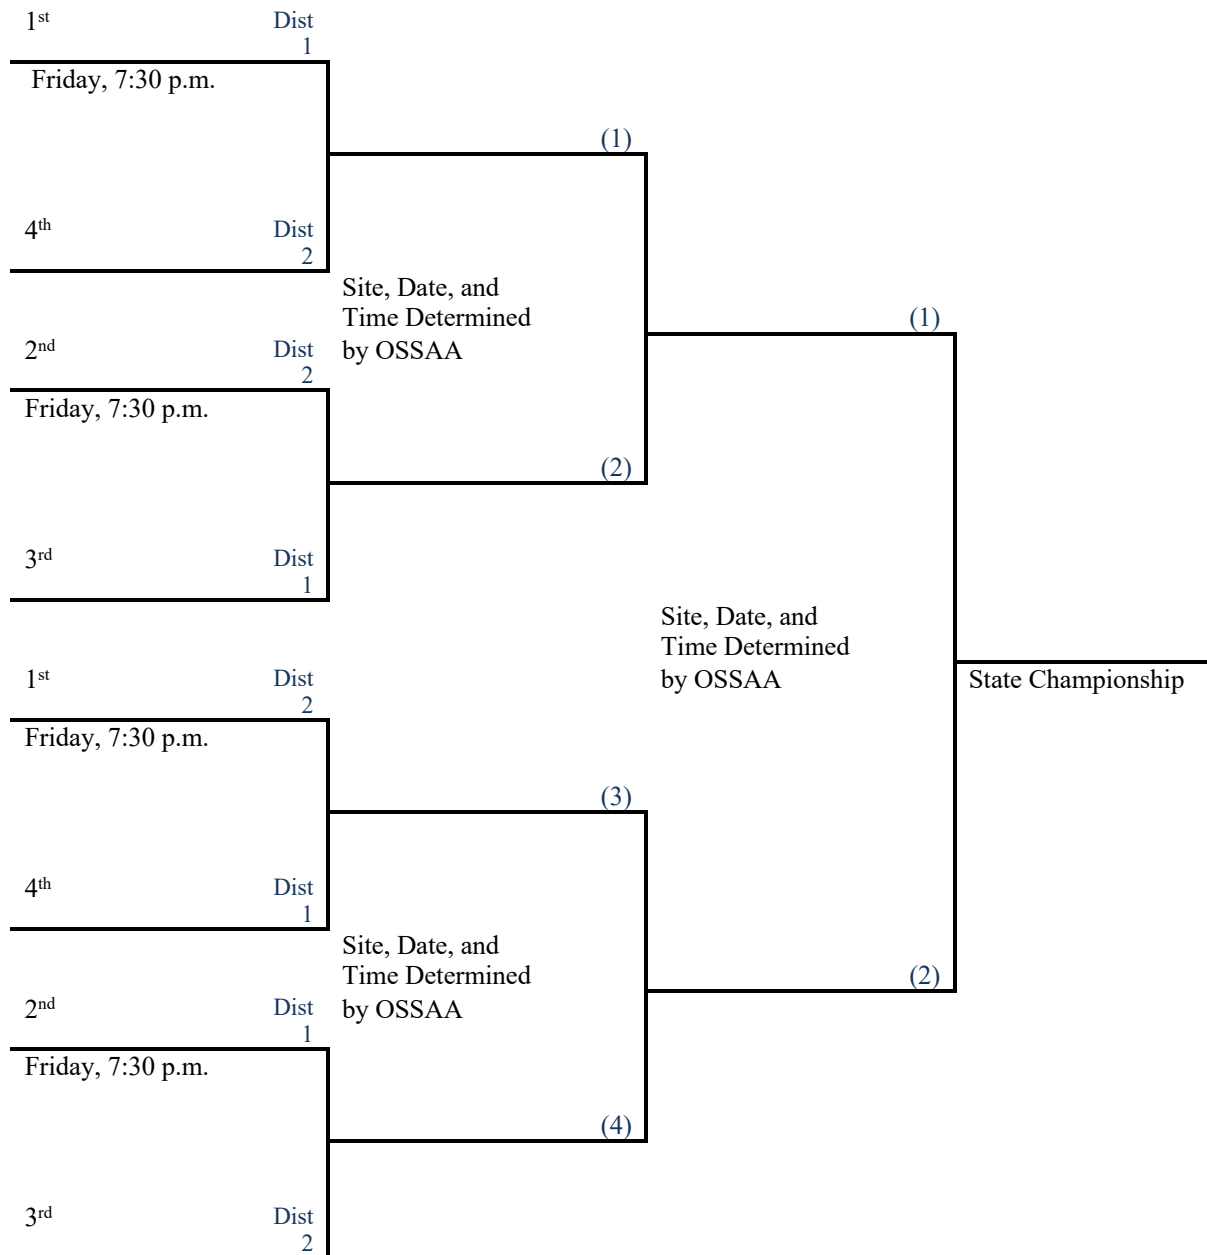 1st Dist
1
Friday, 7:30 p.m.
(1)
4th Dist
2
Site, Date, and
Time Determined
by OSSAA
(1)
2nd Dist
2
Friday, 7:30 p.m.
(2)
3rd Dist
1
Site, Date, and
Time Determined
by OSSAA
1st Dist
2
State Championship
Friday, 7:30 p.m.
(3)
4th Dist
1
Site, Date, and
Time Determined
by OSSAA
(2)
2nd Dist
1
Friday, 7:30 p.m.
(4)
3rd Dist
2